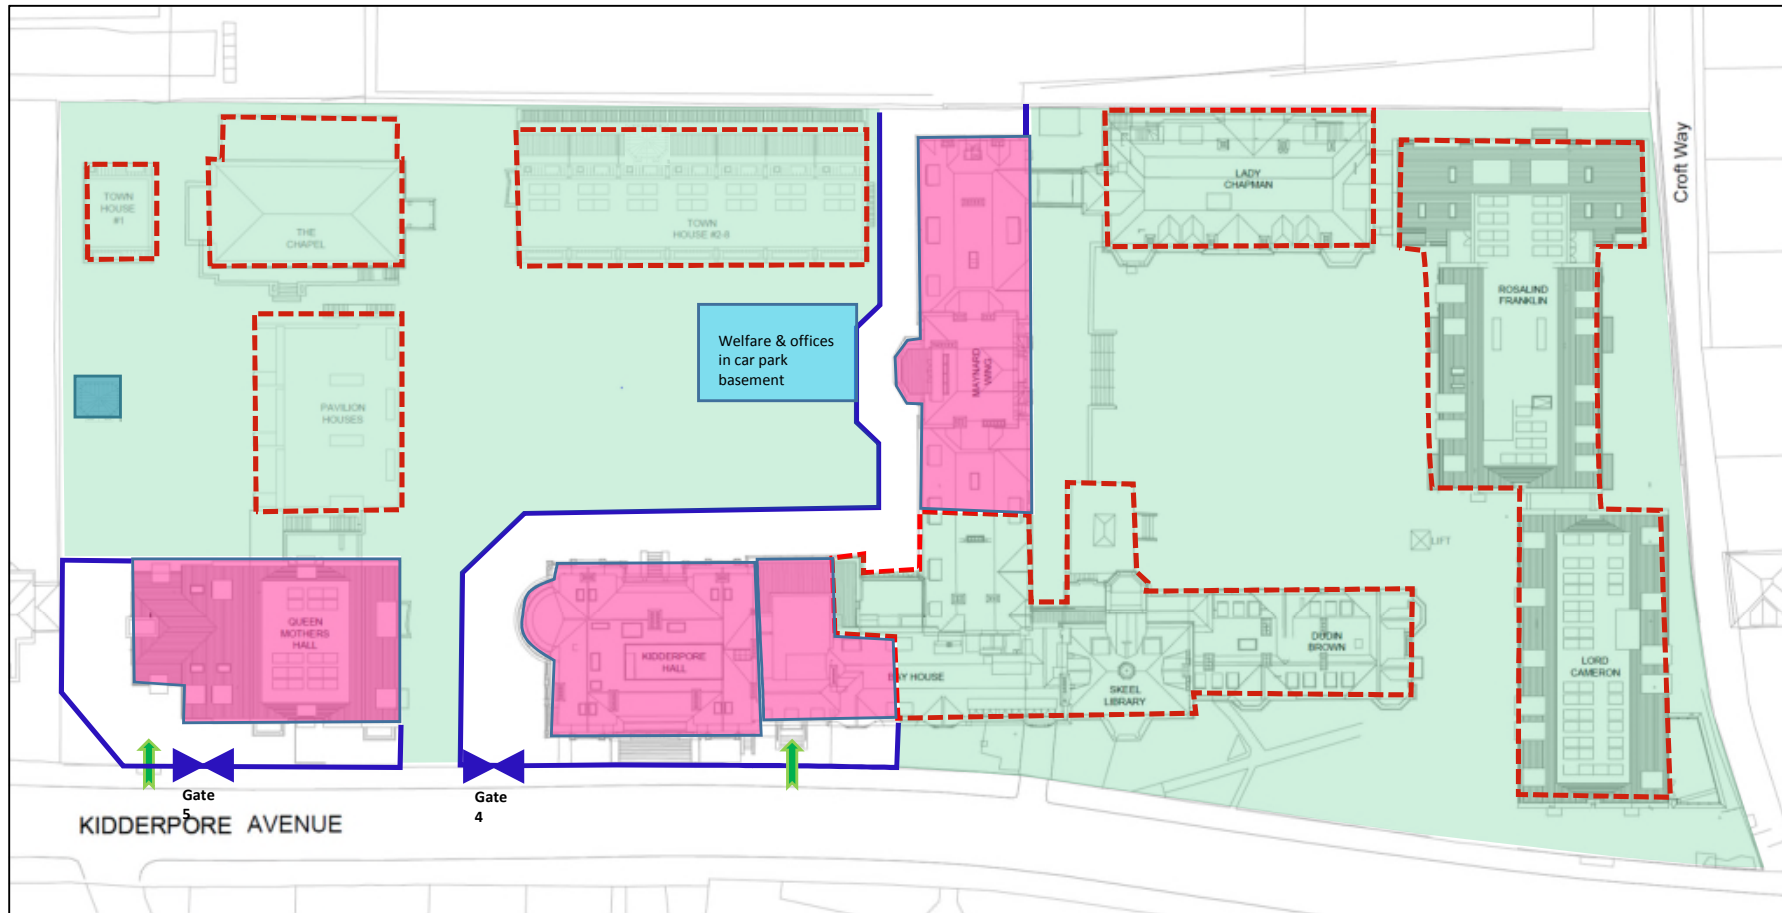 Croft Way
TOWN
HOUSE
#1
THE
CHAPEL
TOWN
HOUSE #2-8
LADY
CHAPMAN
ROSALIND
FRANKLIN
Welfare & offices
in car park
basement
MAYNARD
WING
PAVILION
HOUSES
LIFT
QUEEN
MOTHERS
HALL
KIDDERPORE
HALL
BAY HOUSE
SKEEL
LIBRARY
DUDIN
BROWN
LORD
CAMERON
Gate
5
Gate
4
KIDDERPORE AVENUE